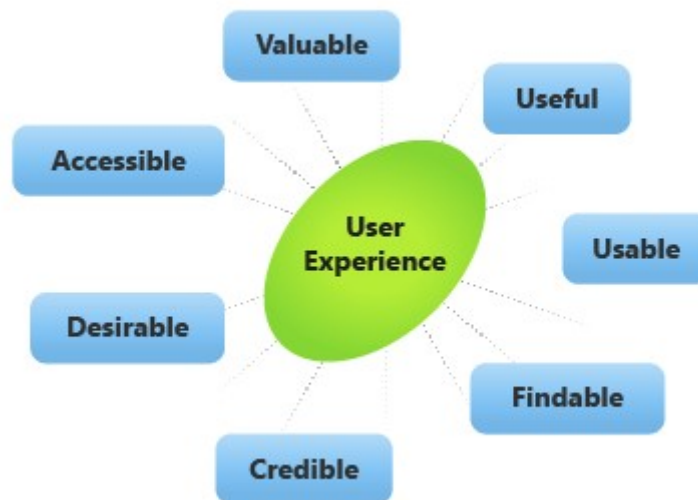 Valuable
Useful
Accessible
User
Experience
Usable
Desirable
Findable
Credible